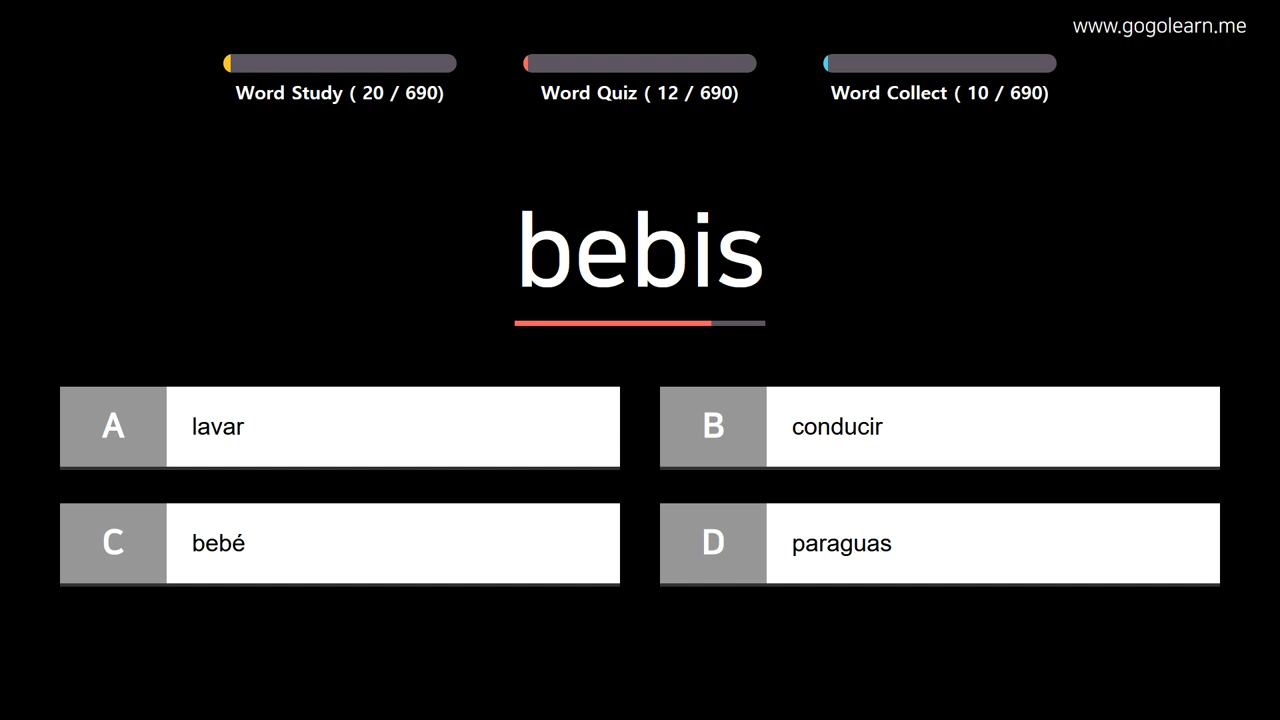 www.gogolearn.me
Word Study ( 20 / 690)
Word Quiz ( 12 / 690)
Word Collect ( 10 / 690)
bebis
A lavar
B conducir
C bebé
D paraguas